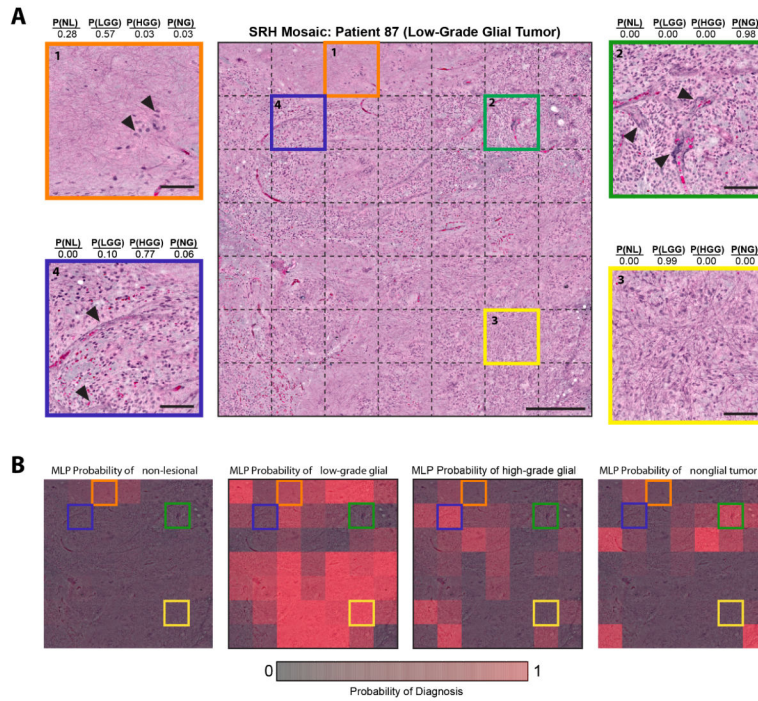 A
SRH Mosaic: Patient 87 (Low-Grade Glial Tumor)
P(NL) P(LGG) P(HGG) P(NG)
0.28 0.57 0.03 0.03
1
P(NL) P(LGG) P(HGG) P(NG)
0.00 0.00 0.00 0.98
2
1
4
2
3
P(NL) P(LGG) P(HGG) P(NG)
0.00 0.10 0.77 0.06
4
P(NL) P(LGG) P(HGG) P(NG)
0.00 0.99 0.00 0.00
3
B
MLP Probability of non-lesional
MLP Probability of low-grade glial
MLP Probability of high-grade glial
MLP Probability of nonglial tumor
0 1
Probability of Diagnosis